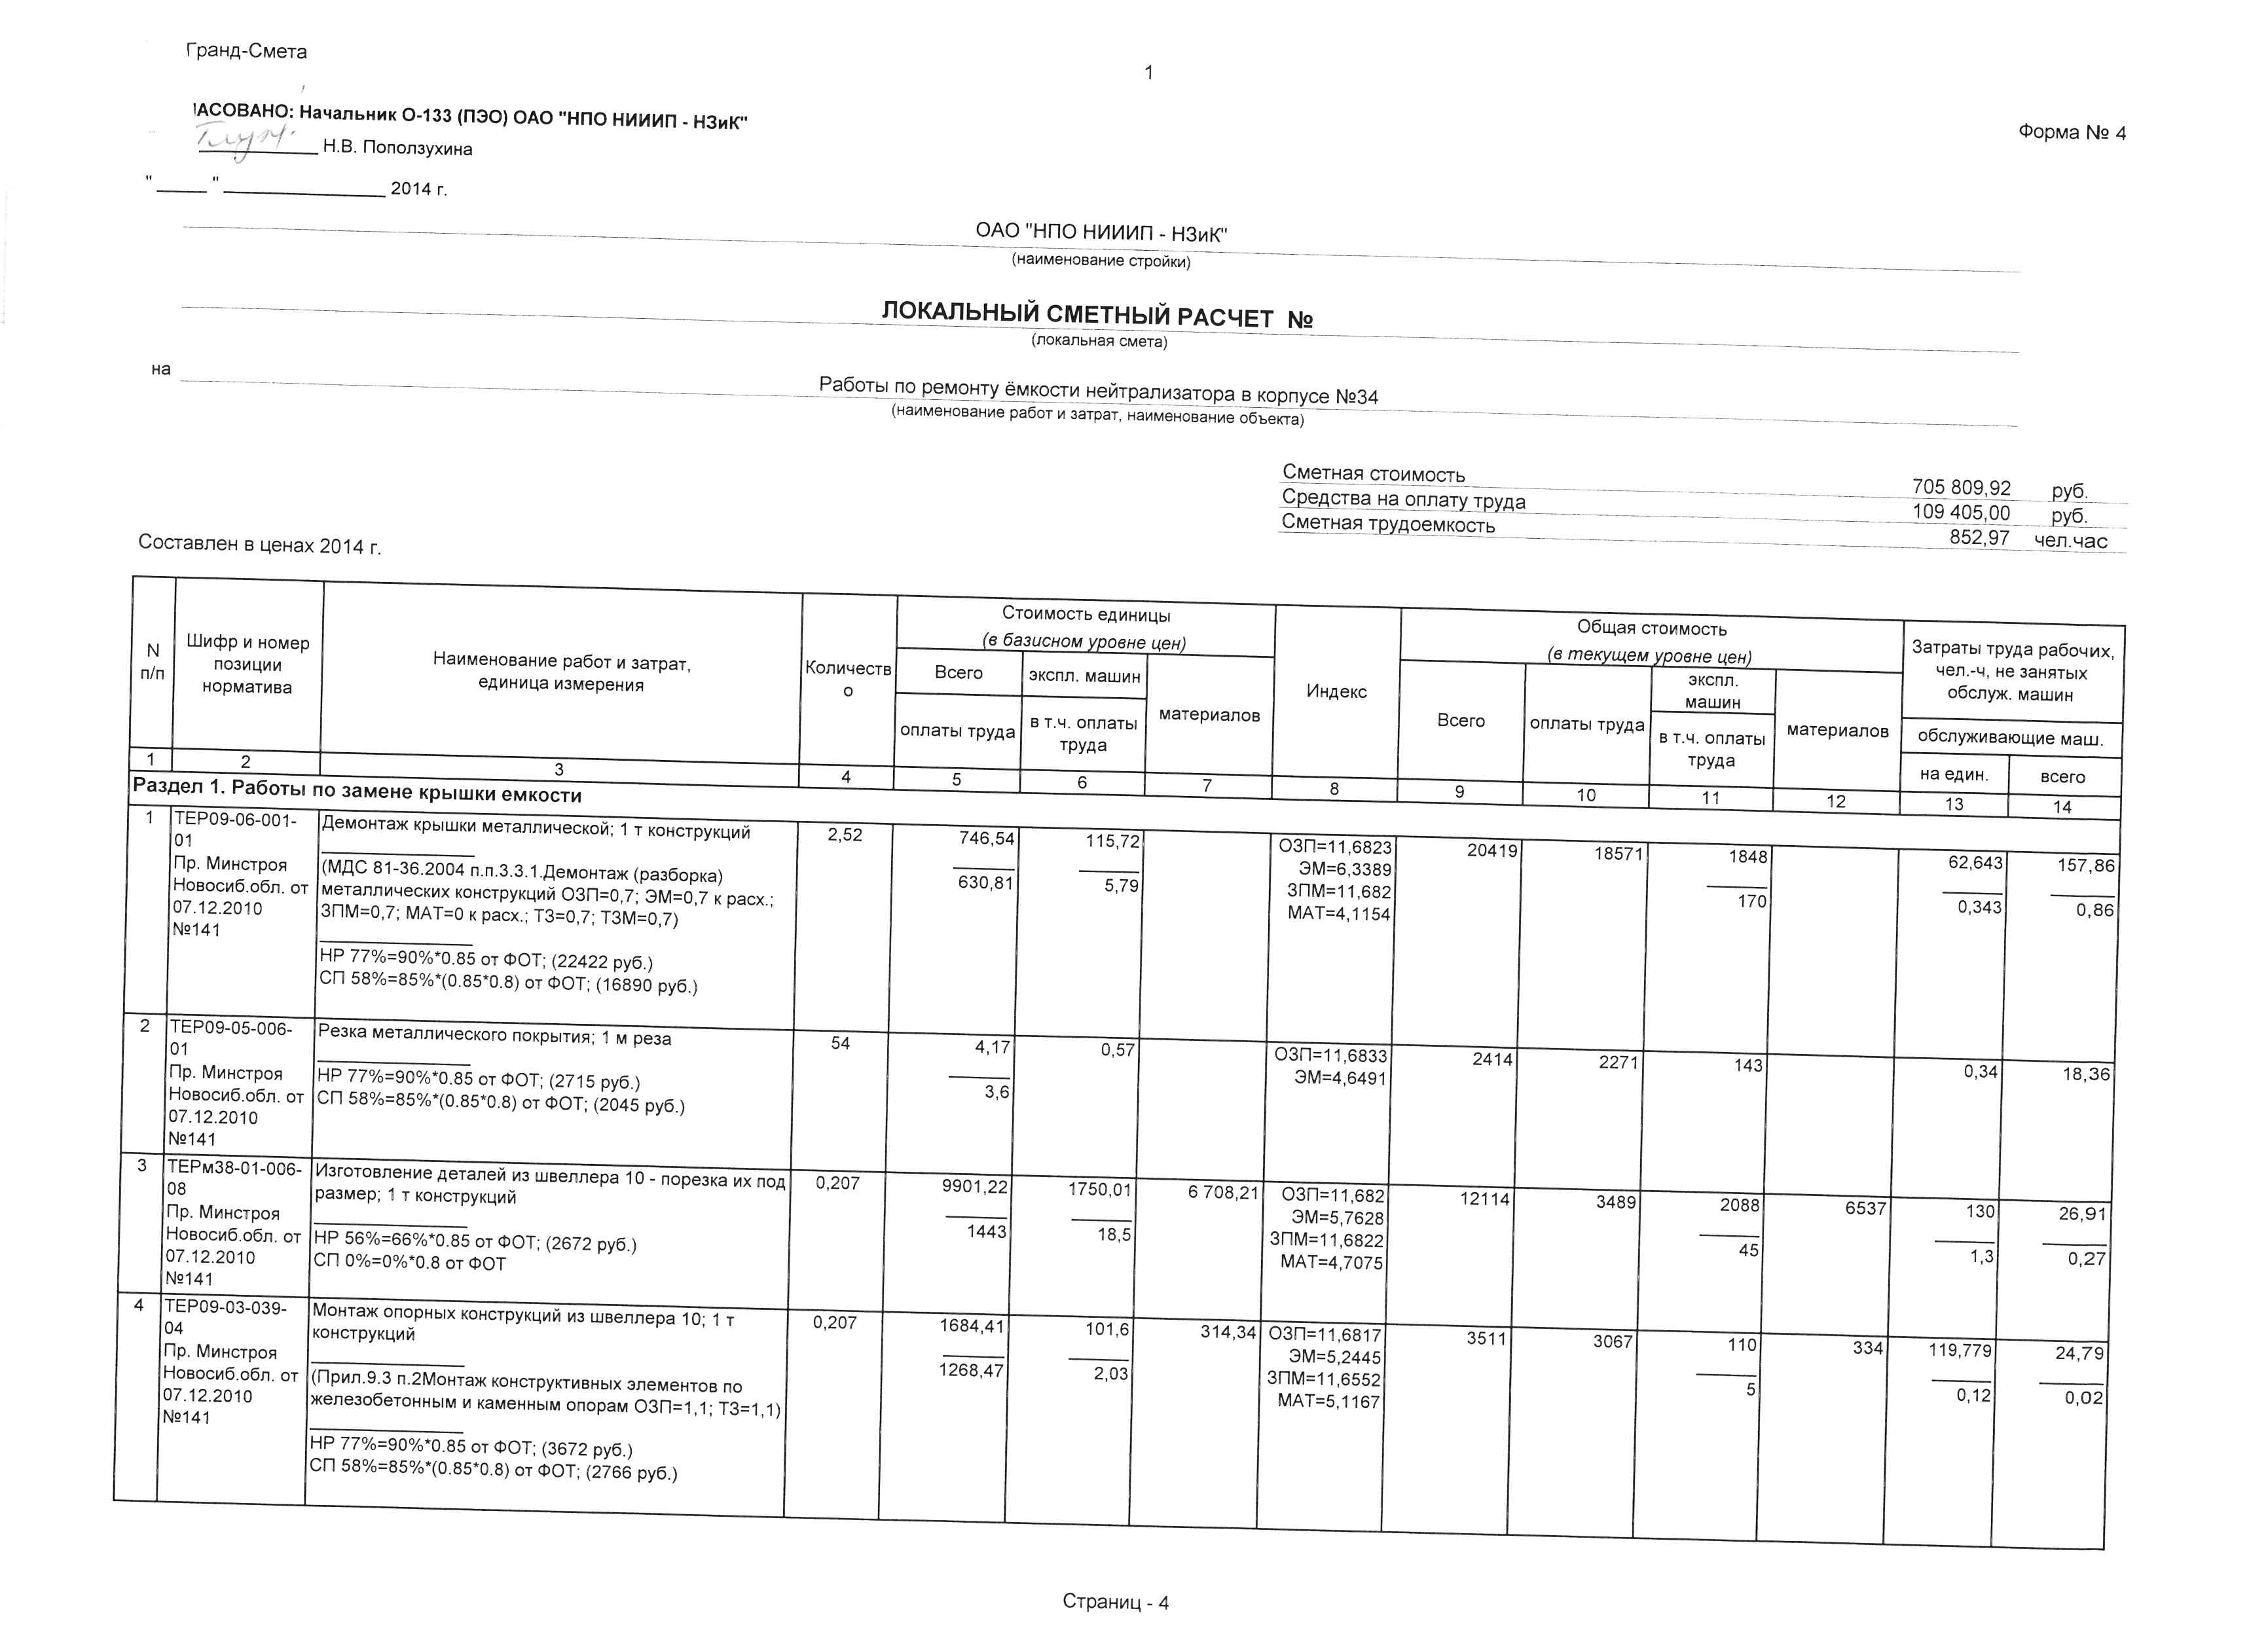 Гранд-Смета
1
АСОВАНО: Начальник О-133 (ПЭО) ОАО "НПО НИИИП - НЗиК"
Форма № 4
Н.В. Поползухина
" _____ " ________________ 2014 г.
ОАО "НПО НИИИП - НЗиК"
(наименование стройки)
ЛОКАЛЬНЫЙ СМЕТНЫЙ РАСЧЕТ №
(локальная смета)
на Работы по ремонту ёмкости нейтрализатора в корпусе №34
(наименование работ и затрат, наименование объекта)
Сметная стоимость 705 809,92 руб.
Средства на оплату труда 109 405,00 руб.
Сметная трудоемкость 852,97 чел.час
Составлен в ценах 2014 г.
N п/п
Шифр и номер
позиции
норматива
Наименование работ и затрат,
единица измерения
Количеств
о
Стоимость единицы
(в базисном уровне цен)
Всего
оплаты труда
экспл. машин
в т.ч. оплаты
труда
материалов
Индекс
Общая стоимость
(в текущем уровне цен)
Всего
оплаты труда
экспл.
машин
в т.ч. оплаты
труда
материалов
Затраты труда рабочих,
чел.-ч, не занятых
обслуж. машин
обслуживающие маш.
на един.
всего
1 2 3 4 5 6 7 8 9 10 11 12 13 14
Раздел 1. Работы по замене крышки емкости
1
ТЕР09-06-001-
01
Пр. Минстроя
Новосиб.обл. от
07.12.2010
№141
Демонтаж крышки металлической; 1 т конструкций
(МДС 81-36.2004 п.п.3.3.1.Демонтаж (разборка)
металлических конструкций ОЗП=0,7; ЭМ=0,7 к расх.;
ЗПМ=0,7; МАТ=0 к расх.; ТЗ=0,7; ТЗМ=0,7)
НР 77%=90%*0.85 от ФОТ; (22422 руб.)
СП 58%=85%*(0.85*0.8) от ФОТ; (16890 руб.)
2,52
746,54
630,81
115,72
5,79
ОЗП=11,6823
ЭМ=6,3389
ЗПМ=11,682
МАТ=4,1154
20419
18571
1848
170
62,643
0,343
157,86
0,86
2
ТЕР09-05-006-
01
Пр. Минстроя
Новосиб.обл. от
07.12.2010
№141
Резка металлического покрытия; 1 м реза
НР 77%=90%*0.85 от ФОТ; (2715 руб.)
СП 58%=85%*(0.85*0.8) от ФОТ; (2045 руб.)
54
4,17
3,6
0,57
ОЗП=11,6833
ЭМ=4,6491
2414
2271
143
0,34
18,36
3
ТЕРм38-01-006-
08
Пр. Минстроя
Новосиб.обл. от
07.12.2010
№141
Изготовление деталей из швеллера 10 - порезка их под
размер; 1 т конструкций
НР 56%=66%*0.85 от ФОТ; (2672 руб.)
СП 0%=0%*0.8 от ФОТ
0,207
9901,22
1443
1750,01
18,5
6 708,21
ОЗП=11,682
ЭМ=5,7628
ЗПМ=11,6822
МАТ=4,7075
12114
3489
2088
45
6537
130
1,3
26,91
0,27
4
ТЕР09-03-039-
04
Пр. Минстроя
Новосиб.обл. от
07.12.2010
№141
Монтаж опорных конструкций из швеллера 10; 1 т
конструкций
(Прил.9.3 п.2Монтаж конструктивных элементов по
железобетонным и каменным опорам ОЗП=1,1; ТЗ=1,1)
НР 77%=90%*0.85 от ФОТ; (3672 руб.)
СП 58%=85%*(0.85*0.8) от ФОТ; (2766 руб.)
0,207
1684,41
1268,47
101,6
2,03
314,34
ОЗП=11,6817
ЭМ=5,2445
ЗПМ=11,6552
МАТ=5,1167
3511
3067
110
5
334
119,779
0,12
24,79
0,02
Страниц - 4